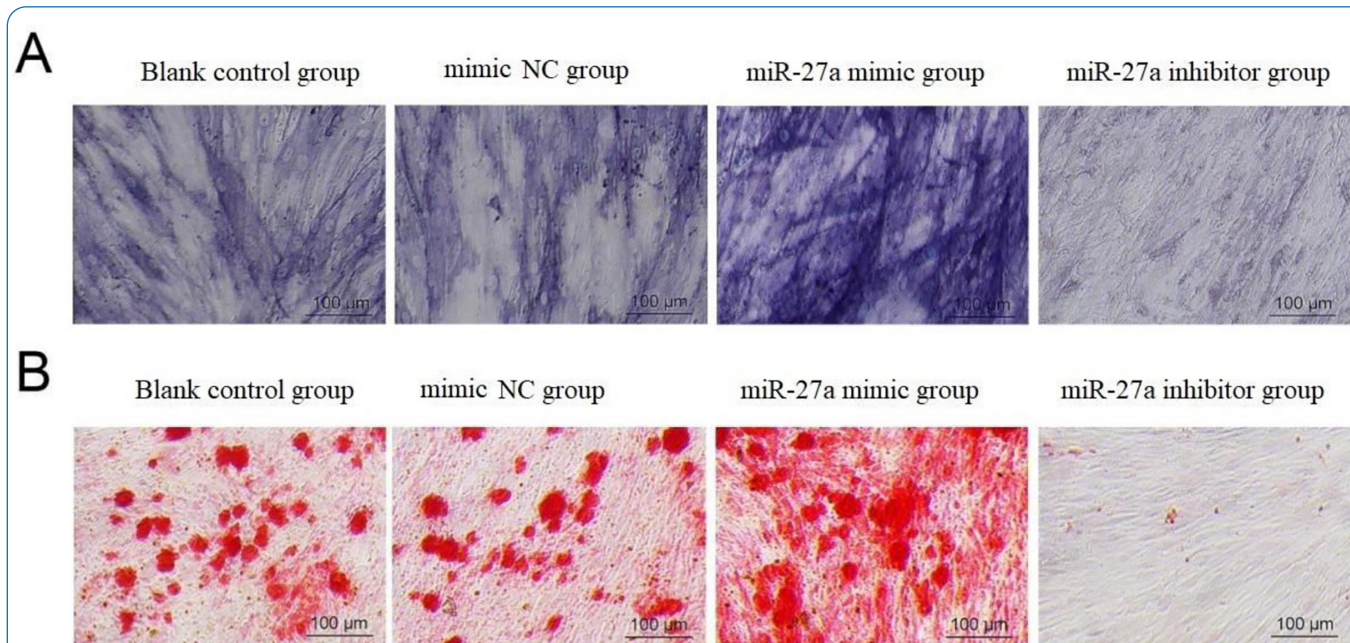 A
Blank control group
mimic NC group
miR-27a mimic group
miR-27a inhibitor group
100 µm
100 µm
100 µm
100 µm
B
Blank control group
mimic NC group
miR-27a mimic group
miR-27a inhibitor group
100 µm
100 µm
100 µm
100 µm